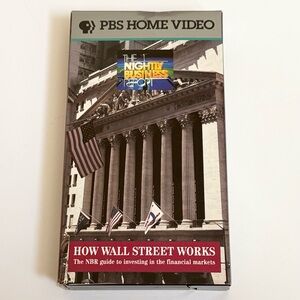 PBS HOME VIDEO
THE
NIGHTLY
BUSINESS
REPORT
HOW WALL STREET WORKS
The NBR guide to investing in the financial markets